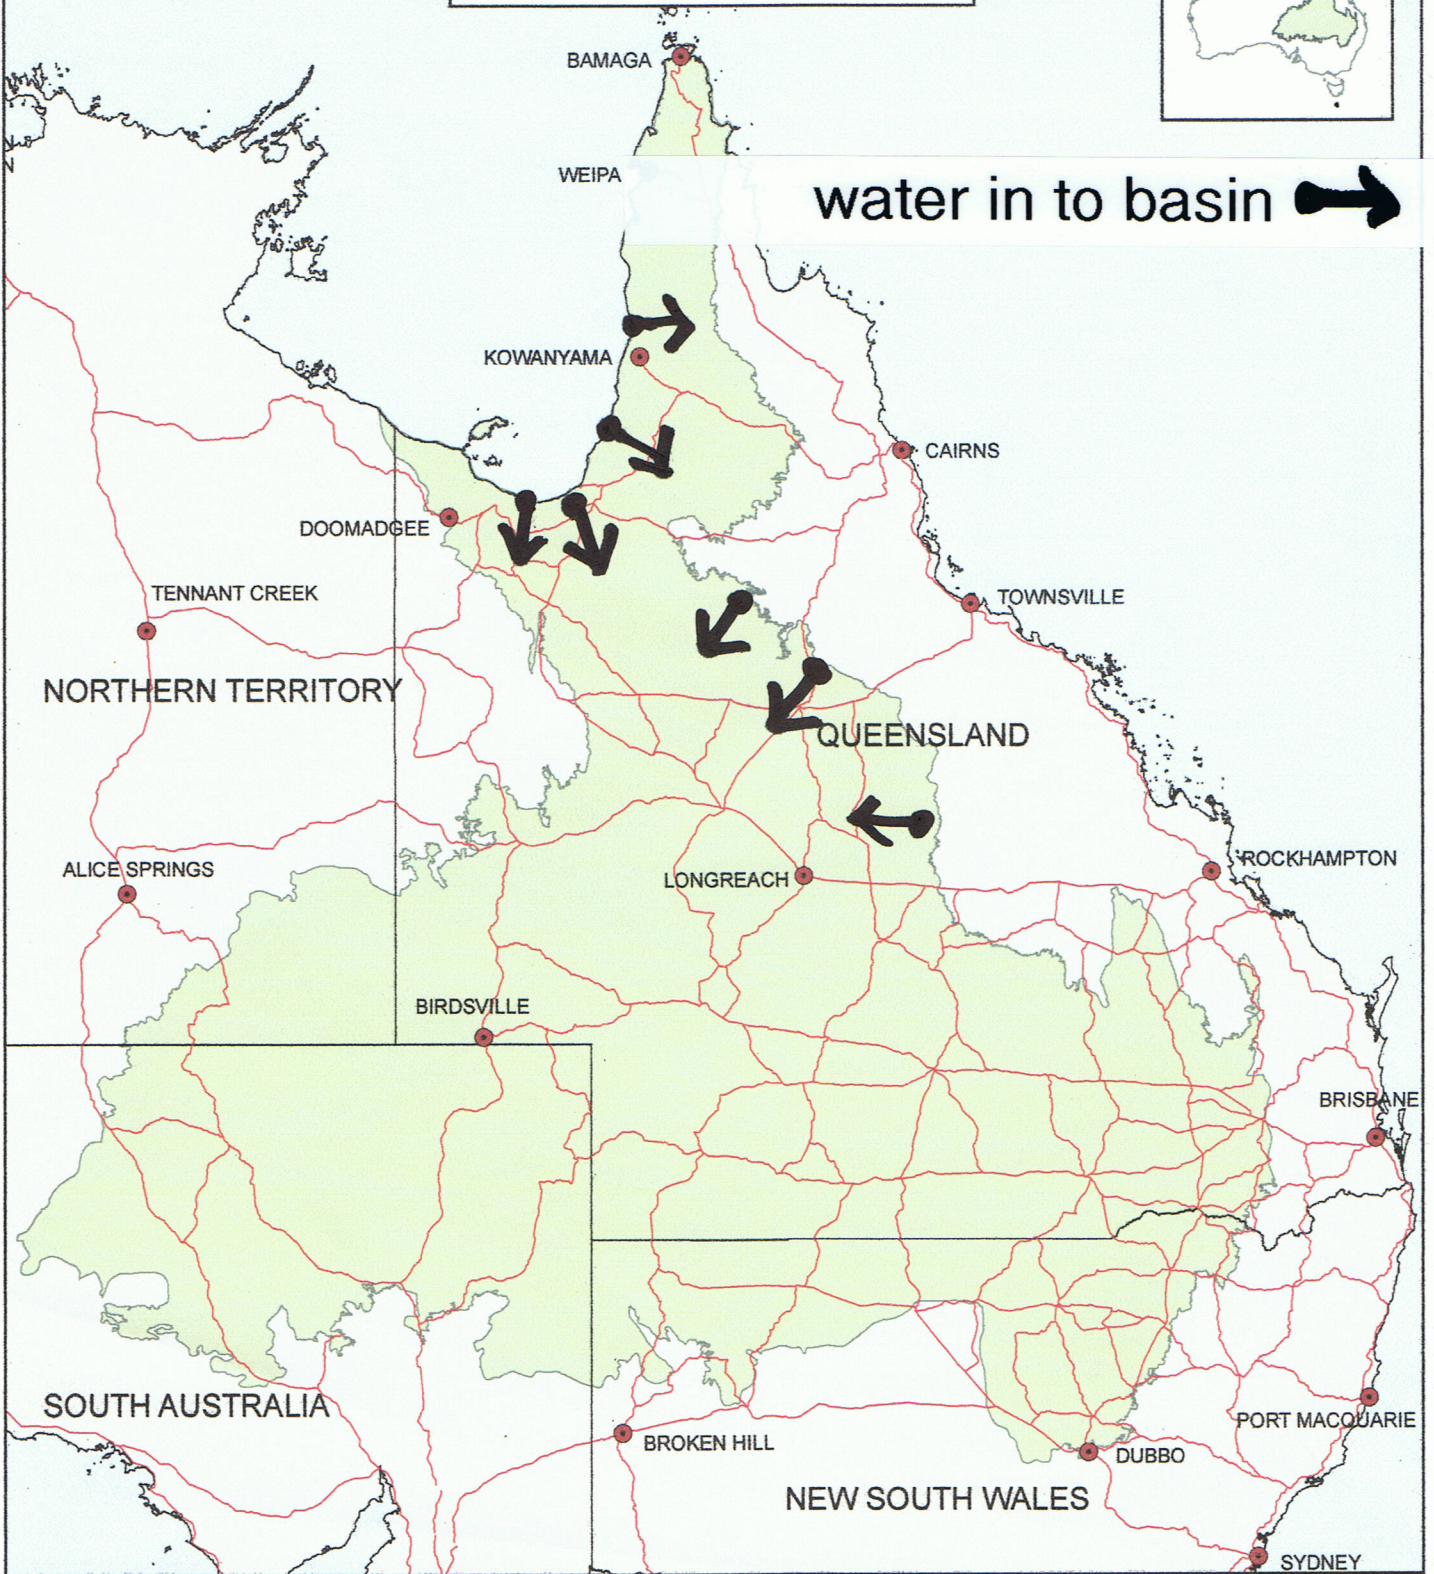 BAMAGA
WEIPA
water in to basin
KOWANYAMA
CAIRNS
DOOMADGEE
TENNANT CREEK
TOWNSVILLE
NORTHERN TERRITORY
QUEENSLAND
ROCKHAMPTON
ALICE SPRINGS
LONGREACH
BIRDSVILLE
BRISBANE
SOUTH AUSTRALIA
PORT MACQUARIE
BROKEN HILL
DUBBO
NEW SOUTH WALES
SYDNEY